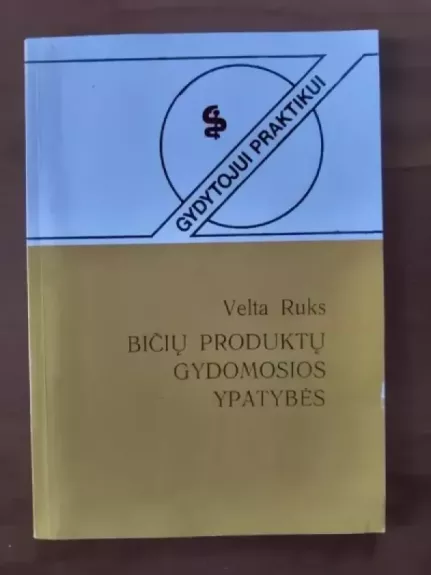 GYDYTOJUI PRAKTIKUI
Velta Ruks
BIČIŲ PRODUKTŲ
GYDOMOSIOS
YPATYBĖS